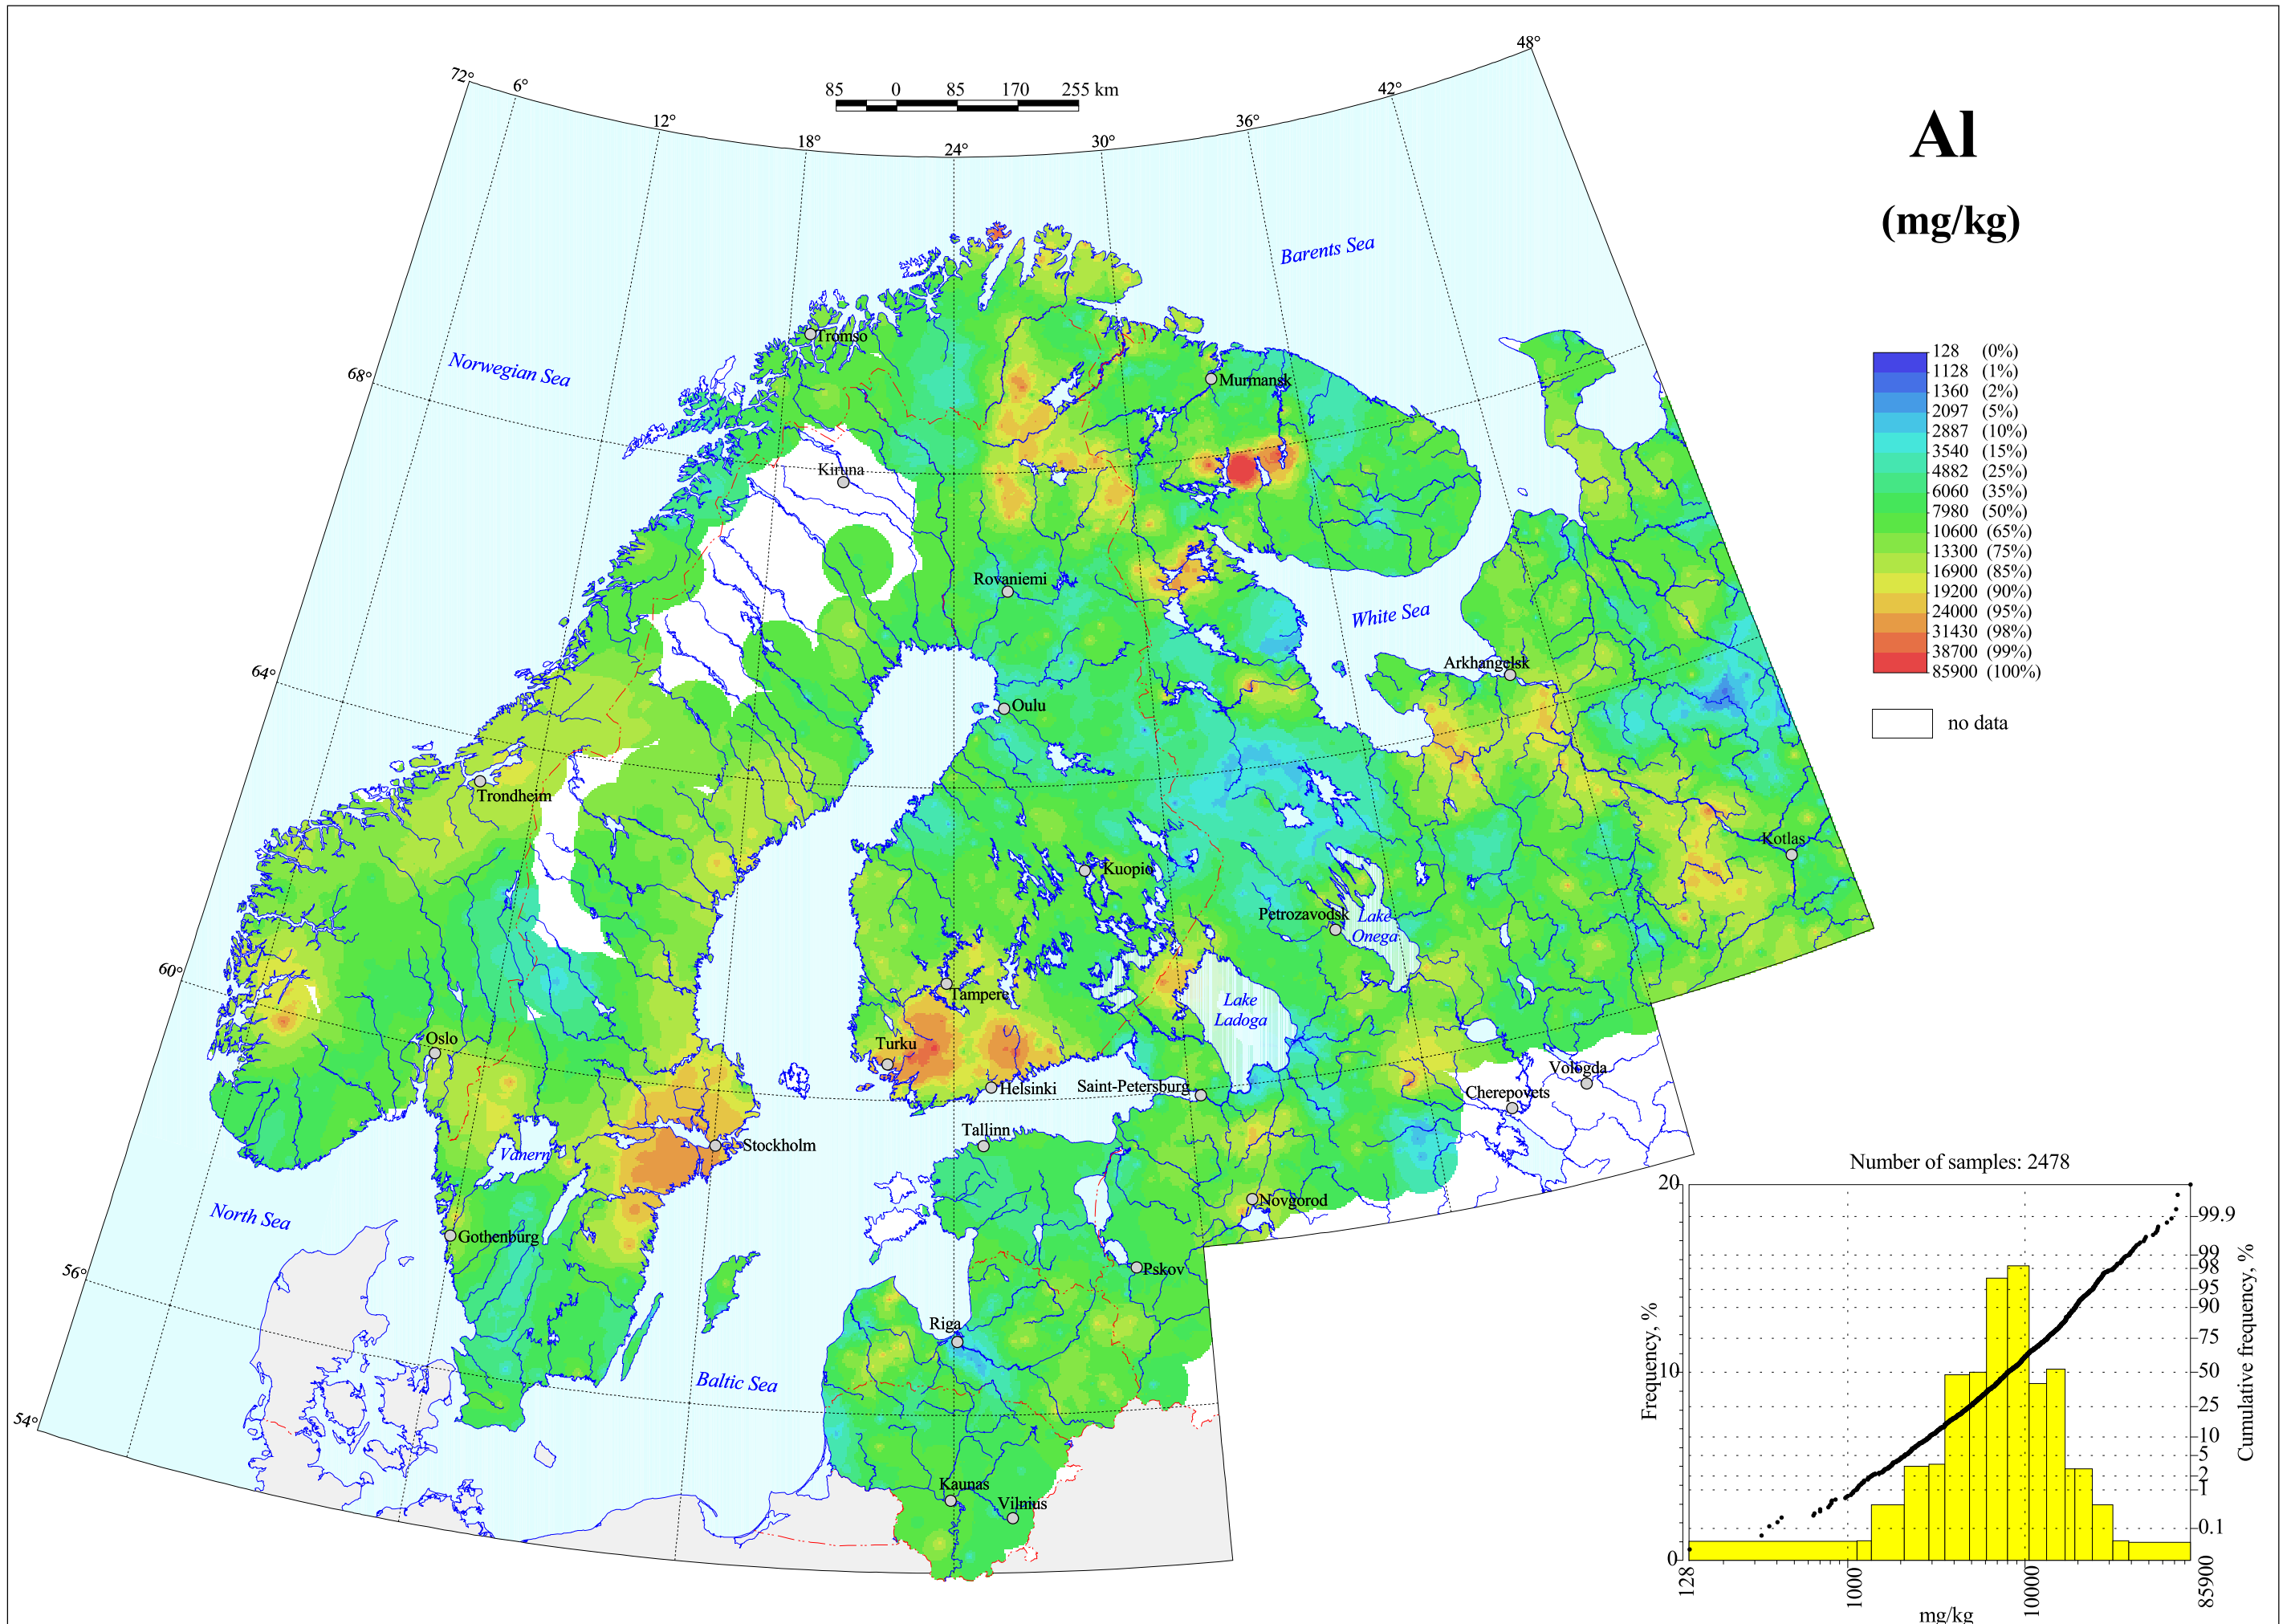 48°
72°
6°
42°
85 0 85 170 255 km
36°
12°
18°
24°
30°
Al
(mg/kg)
Barents Sea
Tromso
Norwegian Sea
68°
Murmansk
128 (0%)
1128 (1%)
1360 (2%)
2097 (5%)
2887 (10%)
3540 (15%)
4882 (25%)
6060 (35%)
7980 (50%)
10600 (65%)
13300 (75%)
16900 (85%)
19200 (90%)
24000 (95%)
31430 (98%)
38700 (99%)
85900 (100%)
no data
Kiruna
Rovaniemi
White Sea
Arkhangelsk
64°
Oulu
Trondheim
Kotlas
Kuopio
Petrozavodsk
Lake
Onega
60°
Tampere
Lake
Ladoga
Oslo
Turku
Vologda
Helsinki
Saint-Petersburg
Cherepovets
Tallinn
Stockholm
Vanern
Novgorod
North Sea
Gothenburg
Pskov
56°
Riga
Baltic Sea
54°
Kaunas
Vilnius
Number of samples: 2478
20
10
0
Frequency, %
99.9
99
98
95
90
75
50
25
10
5
2
1
0.1
Cumulative frequency, %
128
1000
10000
85900
mg/kg